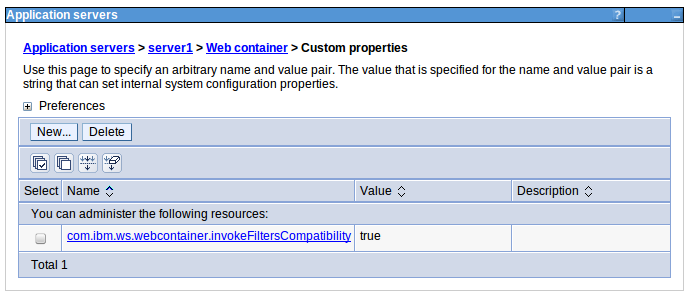 Application servers ? _
Application servers > server1 > Web container > Custom properties
Use this page to specify an arbitrary name and value pair. The value that is specified for the name and value pair is a
string that can set internal system configuration properties.
+ Preferences
New... Delete
Select Name Value Description
You can administer the following resources:
com.ibm.ws.webcontainer.invokeFiltersCompatibility true
Total 1